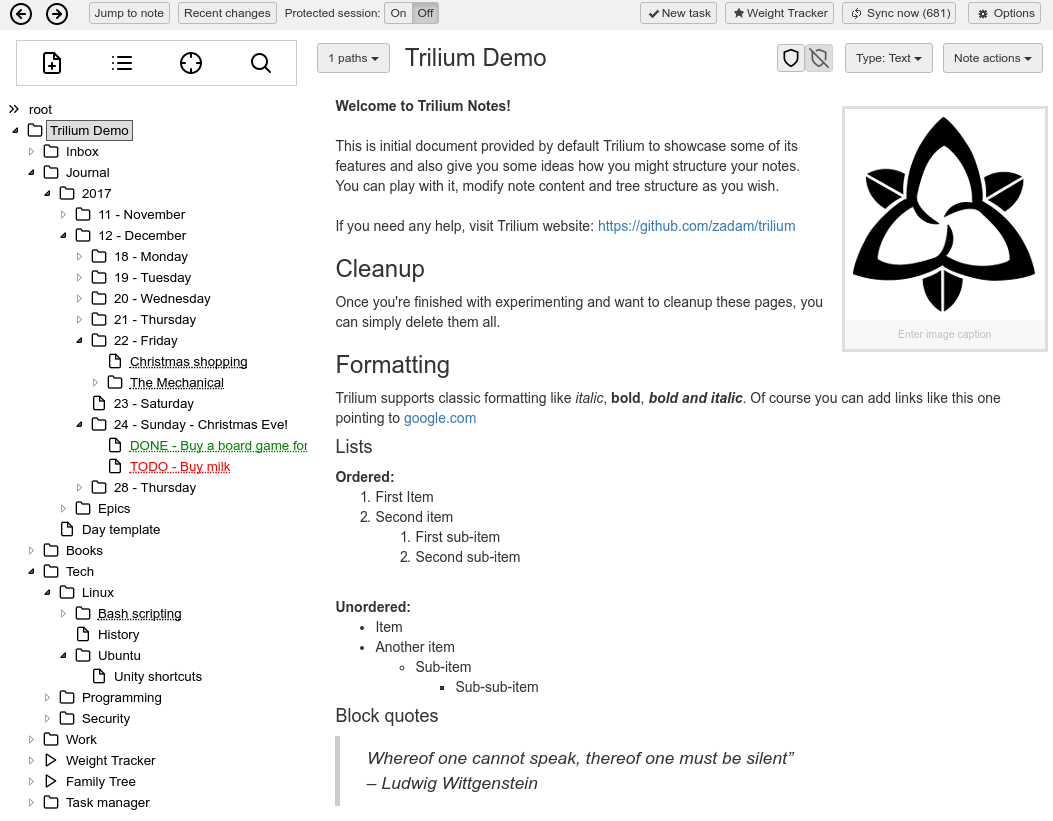 Jump to note Recent changes Protected session: On Off New task Weight Tracker Sync now (681) Options
1 paths Trilium Demo Type: Text Note actions
root
Trilium Demo
Inbox
Journal
2017
11 - November
12 - December
18 - Monday
19 - Tuesday
20 - Wednesday
21 - Thursday
22 - Friday
Christmas shopping
The Mechanical
23 - Saturday
24 - Sunday - Christmas Eve!
DONE - Buy a board game for
TODO - Buy milk
28 - Thursday
Epics
Day template
Books
Tech
Linux
Bash scripting
History
Ubuntu
Unity shortcuts
Programming
Security
Work
Weight Tracker
Family Tree
Task manager
Welcome to Trilium Notes!
This is initial document provided by default Trilium to showcase some of its
features and also give you some ideas how you might structure your notes.
You can play with it, modify note content and tree structure as you wish.
If you need any help, visit Trilium website: https://github.com/zadam/trilium
Enter image caption
Cleanup
Once you're finished with experimenting and want to cleanup these pages, you
can simply delete them all.
Formatting
Trilium supports classic formatting like italic, bold, bold and italic. Of course you can add links like this one
pointing to google.com
Lists
Ordered:
1. First Item
2. Second item
1. First sub-item
2. Second sub-item
Unordered:
• Item
• Another item
◦ Sub-item
▪ Sub-sub-item
Block quotes
Whereof one cannot speak, thereof one must be silent”
– Ludwig Wittgenstein